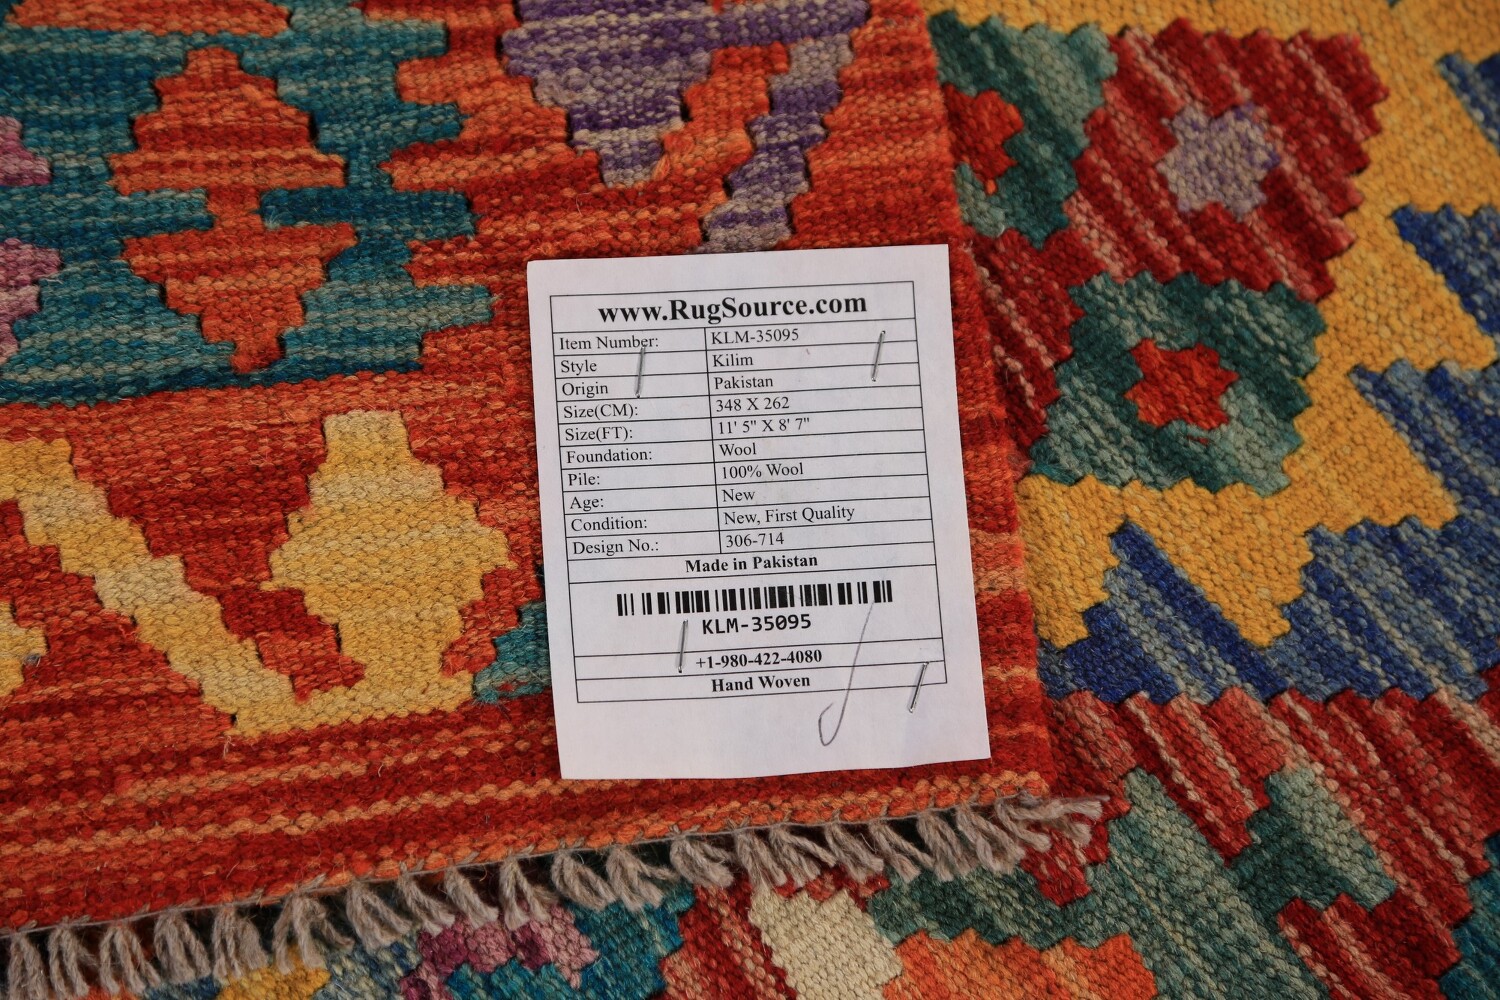 www.RugSource.com
Item Number: KLM-35095
Style Kilim
Origin Pakistan
Size(CM): 348 X 262
Size(FT): 11' 5" X 8' 7"
Foundation: Wool
Pile: 100% Wool
Age: New
Condition: New, First Quality
Design No.: 306-714
Made in Pakistan
KLM-35095
+1-980-422-4080
Hand Woven